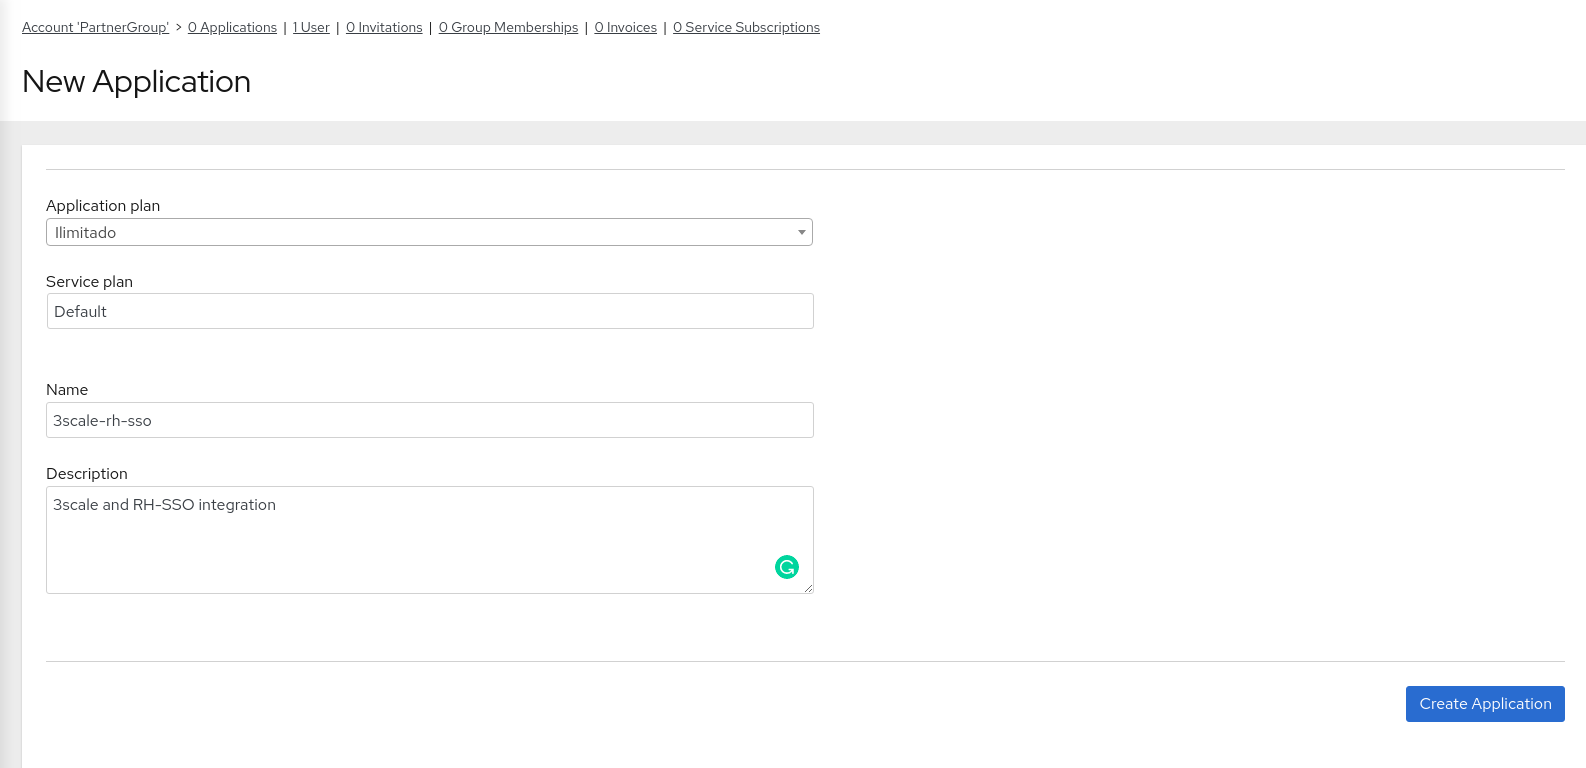 Account 'PartnerGroup' > 0 Applications | 1 User | 0 Invitations | 0 Group Memberships | 0 Invoices | 0 Service Subscriptions
New Application
Application plan
Ilimitado
Service plan
Default
Name
3scale-rh-sso
Description
3scale and RH-SSO integration
Create Application